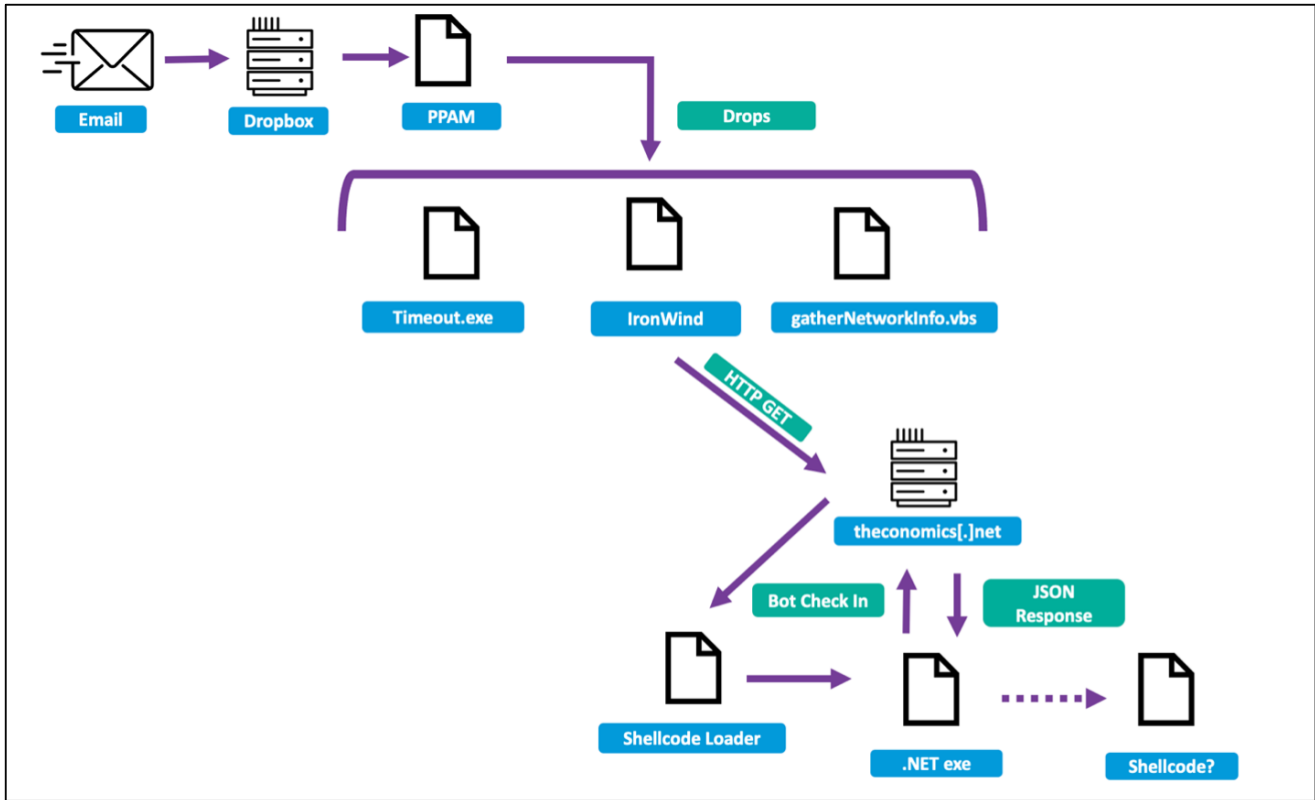 Email
Dropbox
PPAM
Drops
Timeout.exe
IronWind
gatherNetworkInfo.vbs
HTTP GET
theconomics[.]net
Bot Check In
JSON
Response
Shellcode Loader
.NET exe
Shellcode?